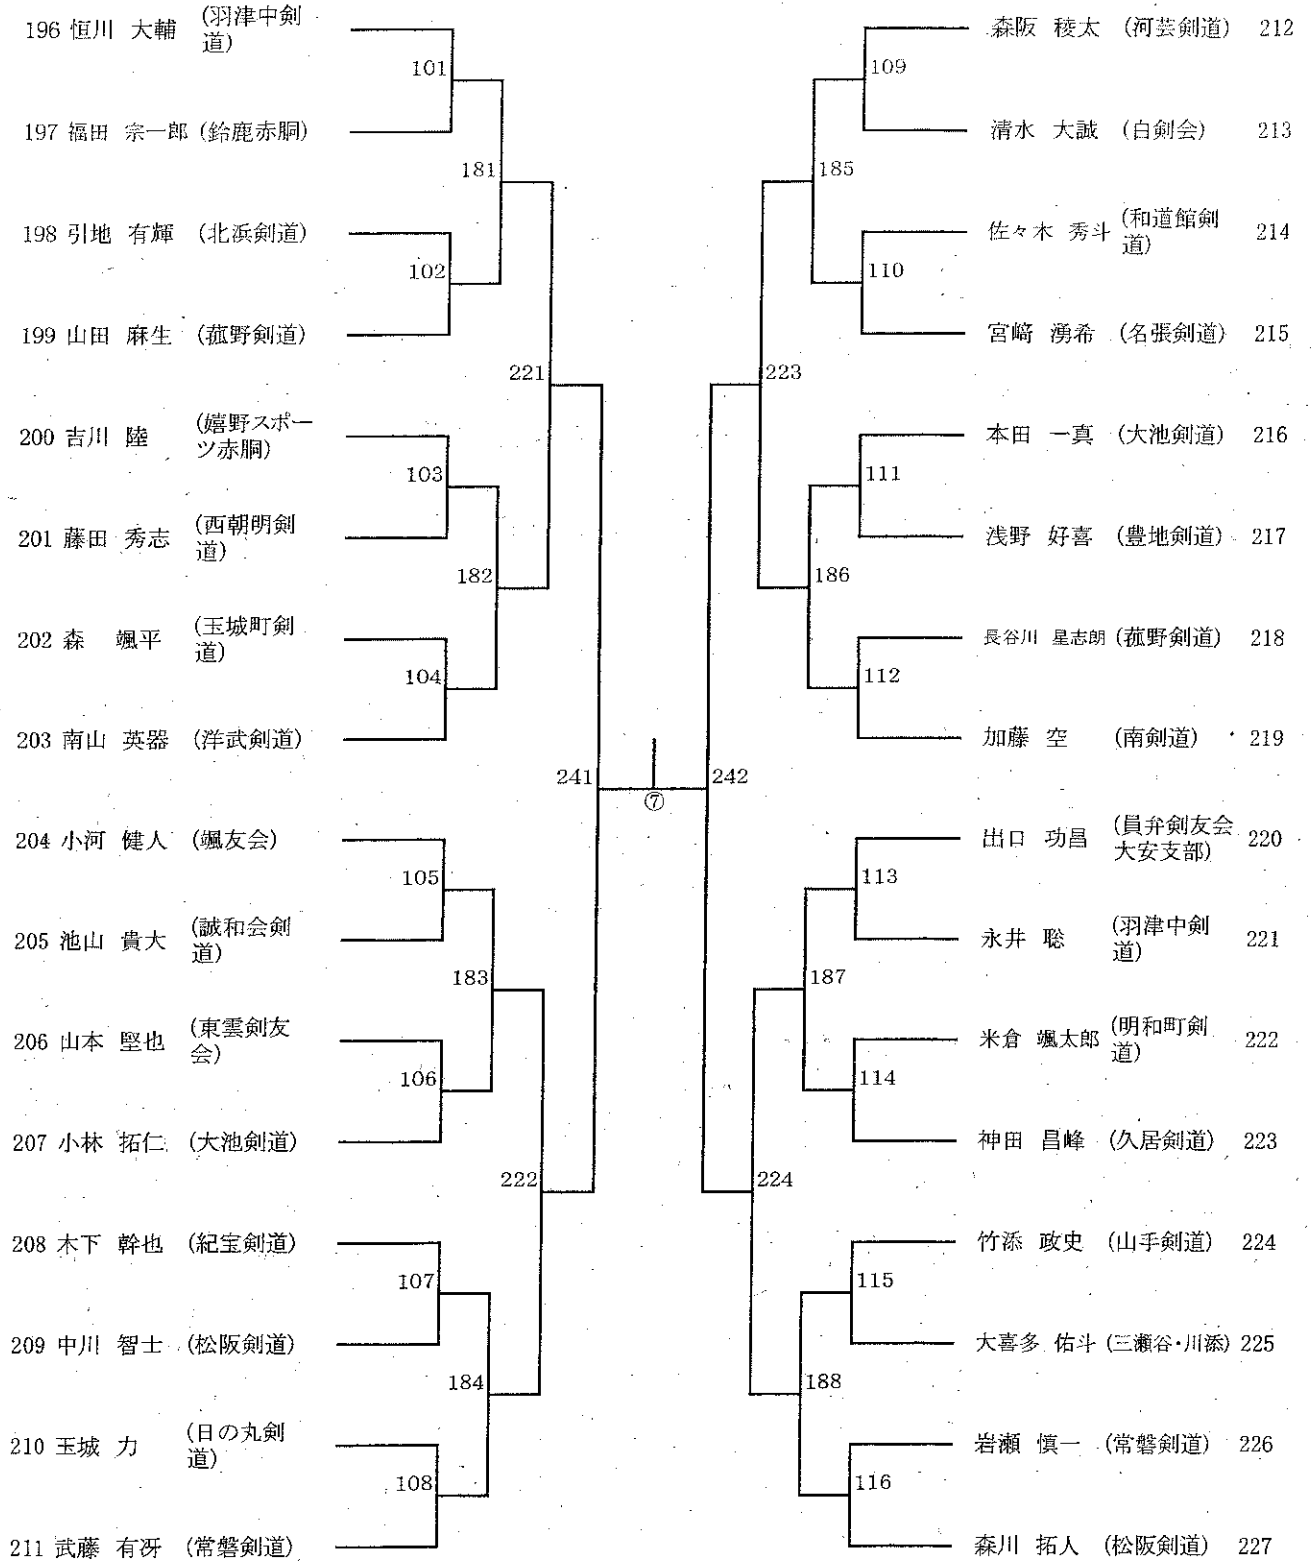 196 恒川 大輔 (羽津中剣
道)
101
197 福田 宗一郎 (鈴鹿赤胴)
181
198 引地 有輝 (北浜剣道)
102
199 山田 麻生 (菰野剣道)
221
200 吉川 陸 (嬉野スポー
ツ赤胴)
103
201 藤田 秀志 (西朝明剣
道)
182
202 森 颯平 (玉城町剣
道)
104
203 南山 英器 (洋武剣道)
241
204 小河 健人 (颯友会)
105
205 池山 貴大 (誠和会剣
道)
183
206 山本 堅也 (東雲剣友
会)
106
207 小林 拓仁 (大池剣道)
222
208 木下 幹也 (紀宝剣道)
107
209 中川 智士 (松阪剣道)
184
210 玉城 力 (日の丸剣
道)
108
211 武藤 有冴 (常磐剣道)
⑦
森阪 稜太 (河芸剣道) 212
109
清水 大誠 (白剣会) 213
185
佐々木 秀斗 (和道館剣
道) 214
110
宮﨑 湧希 (名張剣道) 215
223
本田 一真 (大池剣道) 216
111
浅野 好喜 (豊地剣道) 217
186
長谷川 星志朗 (菰野剣道) 218
112
加藤 空 (南剣道) 219
242
出口 功昌 (員弁剣友会
大安支部) 220
113
永井 聡 (羽津中剣
道) 221
187
米倉 颯太郎 (明和町剣
道) 222
114
神田 昌峰 (久居剣道) 223
224
竹添 政史 (山手剣道) 224
115
大喜多 佑斗 (三瀬谷・川添) 225
188
岩瀬 慎一 (常磐剣道) 226
116
森川 拓人 (松阪剣道) 227